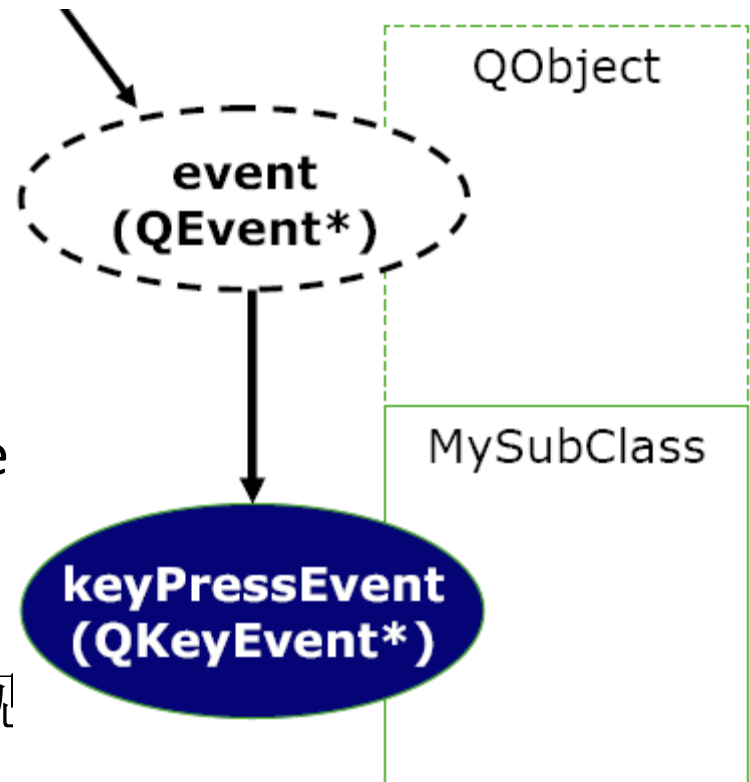 QObject
event
(QEvent*)
MySubClass
e
keyPressEvent
(QKeyEvent*)